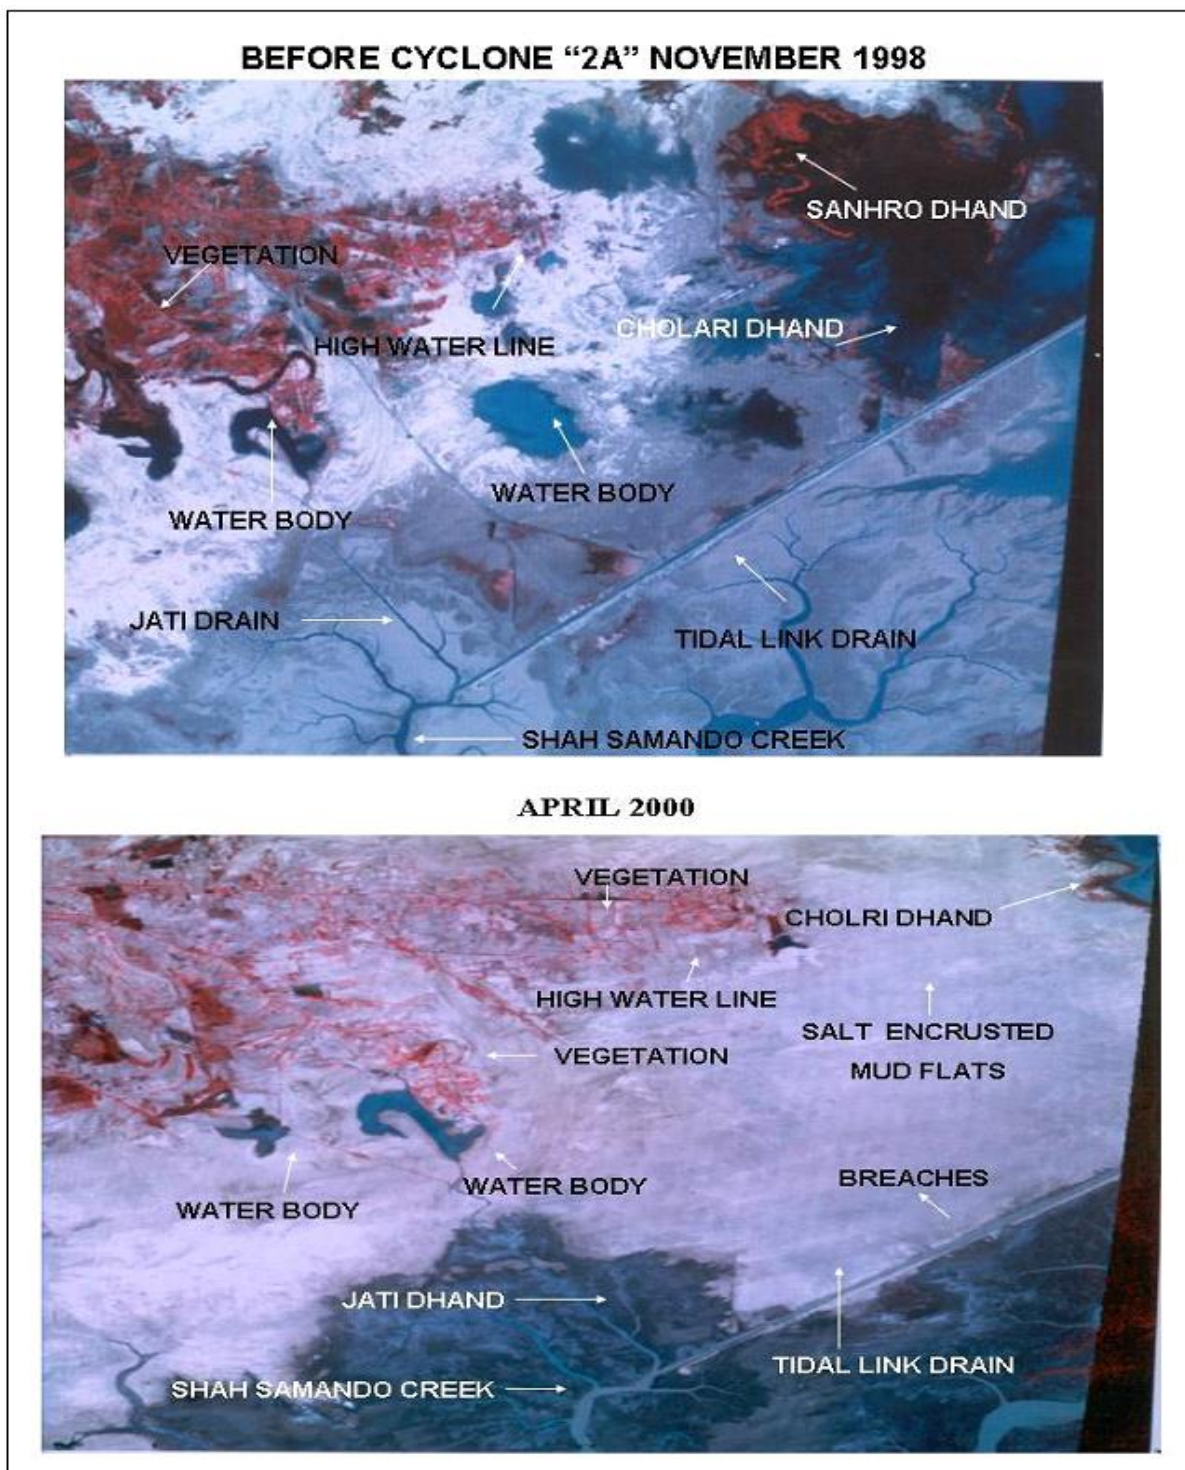 BEFORE CYCLONE “2A” NOVEMBER 1998
SANHRO DHAND
VEGETATION
CHOLARI DHAND
HIGH WATER LINE
WATER BODY
WATER BODY
JATI DRAIN
TIDAL LINK DRAIN
SHAH SAMANDO CREEK
APRIL 2000
VEGETATION
CHOLRI DHAND
HIGH WATER LINE
SALT ENCRUSTED
MUD FLATS
VEGETATION
BREACHES
WATER BODY
WATER BODY
JATI DHAND
TIDAL LINK DRAIN
SHAH SAMANDO CREEK